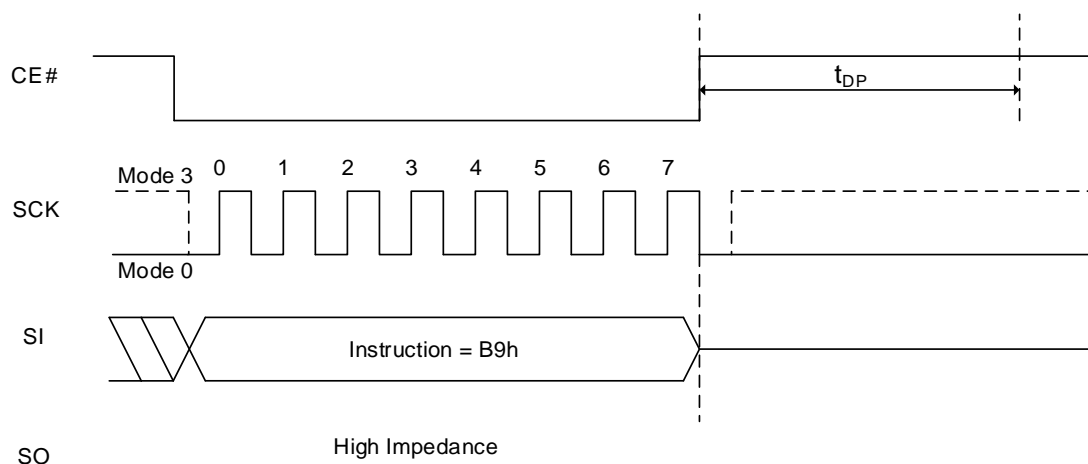 CE#
tDP
Mode 3
0 1 2 3 4 5 6 7
SCK
Mode 0
SI
Instruction = B9h
SO
High Impedance